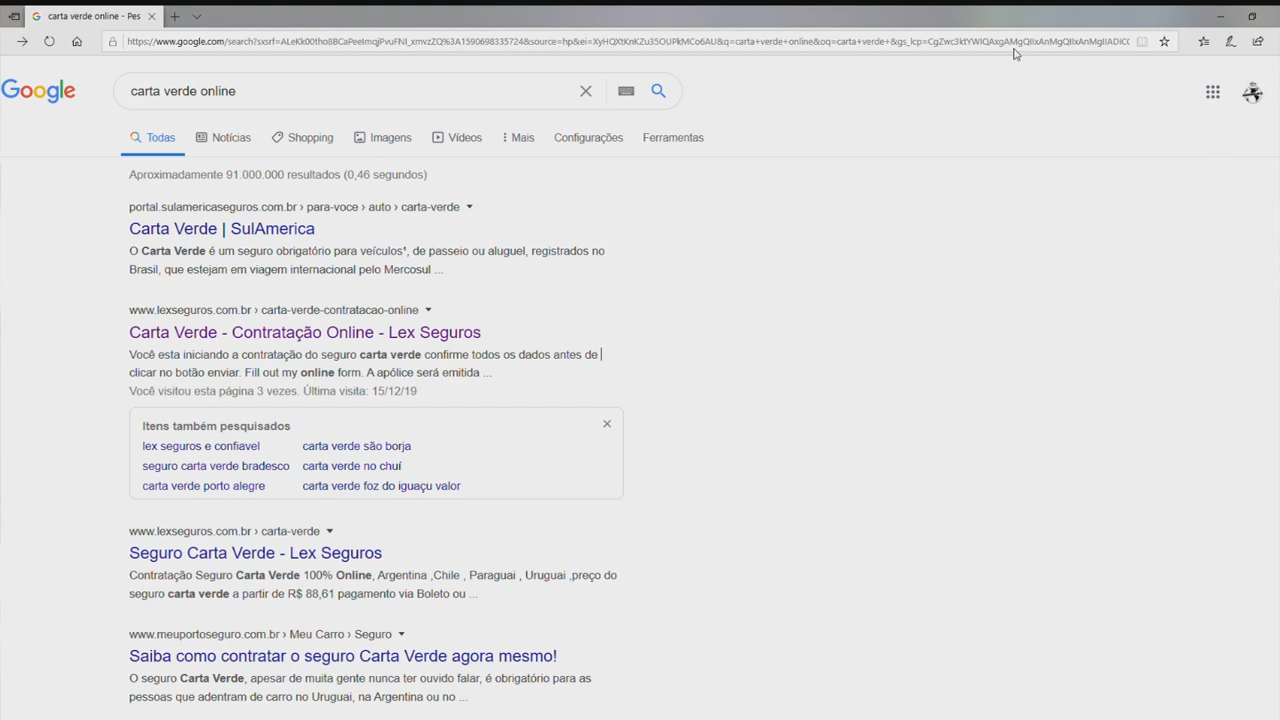 carta verde online - Pes
Google
carta verde online
Todas Notícias Shopping Imagens Vídeos Mais Configurações Ferramentas
Aproximadamente 91.000.000 resultados (0,46 segundos)
portal.sulamericaseguros.com.br › para-voce › auto › carta-verde
Carta Verde | SulAmerica
O Carta Verde é um seguro obrigatório para veículos¹, de passeio ou aluguel, registrados no
Brasil, que estejam em viagem internacional pelo Mercosul ...
www.lexseguros.com.br › carta-verde-contratacao-online
Carta Verde - Contratação Online - Lex Seguros
Você esta iniciando a contratação do seguro carta verde confirme todos os dados antes de
clicar no botão enviar. Fill out my online form. A apólice será emitida ...
Você visitou esta página 3 vezes. Última visita: 15/12/19
Itens também pesquisados
lex seguros e confiavel carta verde são borja
seguro carta verde bradesco carta verde no chuí
carta verde porto alegre carta verde foz do iguaçu valor
www.lexseguros.com.br › carta-verde
Seguro Carta Verde - Lex Seguros
Contratação Seguro Carta Verde 100% Online, Argentina ,Chile , Paraguai , Uruguai ,preço do
seguro carta verde a partir de R$ 88,61 pagamento via Boleto ou ...
www.meuportoseguro.com.br › Meu Carro › Seguro
Saiba como contratar o seguro Carta Verde agora mesmo!
O seguro Carta Verde, apesar de muita gente nunca ter ouvido falar, é obrigatório para as
pessoas que adentram de carro no Uruguai, na Argentina ou no ...